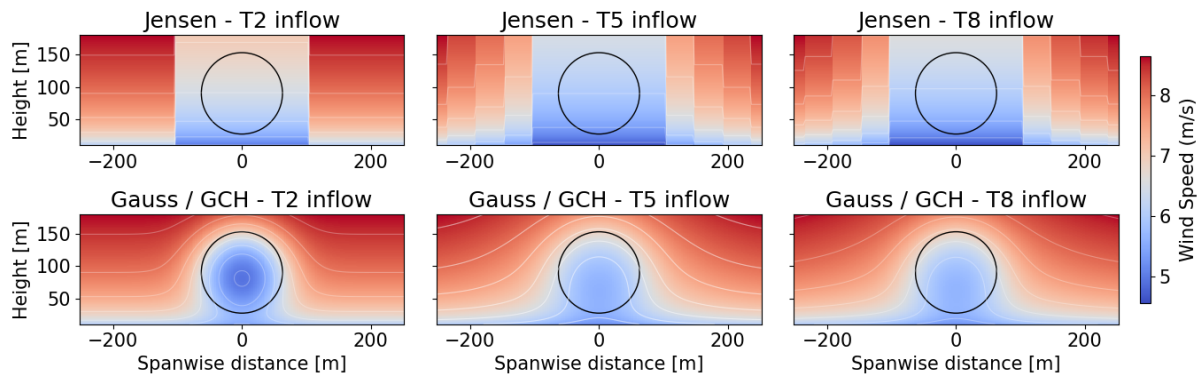 Jensen - T2 inflow
Jensen - T5 inflow
Jensen - T8 inflow
Height [m]
150
100
50
−200 0 200
−200 0 200
−200 0 200
Gauss / GCH - T2 inflow
Gauss / GCH - T5 inflow
Gauss / GCH - T8 inflow
Height [m]
150
100
50
−200 0 200
−200 0 200
−200 0 200
Spanwise distance [m]
Spanwise distance [m]
Spanwise distance [m]
8
7
6
5
Wind Speed (m/s)